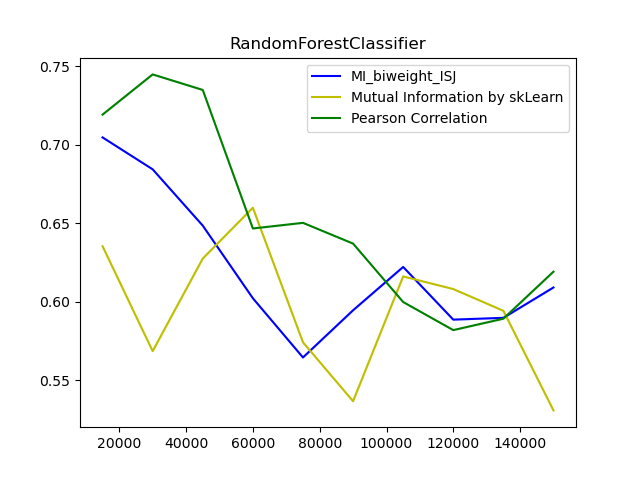 RandomForestClassifier
MI_biweight_ISJ
Mutual Information by skLearn
Pearson Correlation
0.75
0.70
0.65
0.60
0.55
20000 40000 60000 80000 100000 120000 140000